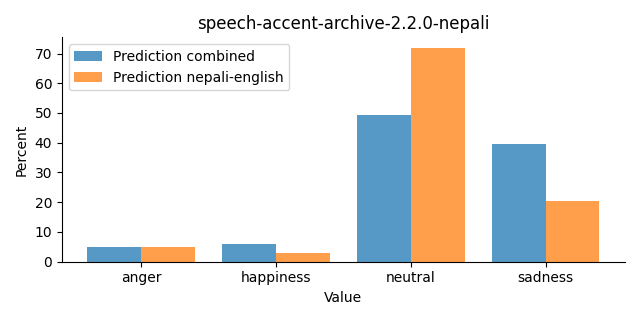 speech-accent-archive-2.2.0-nepali
Prediction combined
Prediction nepali-english
Percent
70
60
50
40
30
20
10
0
anger happiness neutral sadness
Value